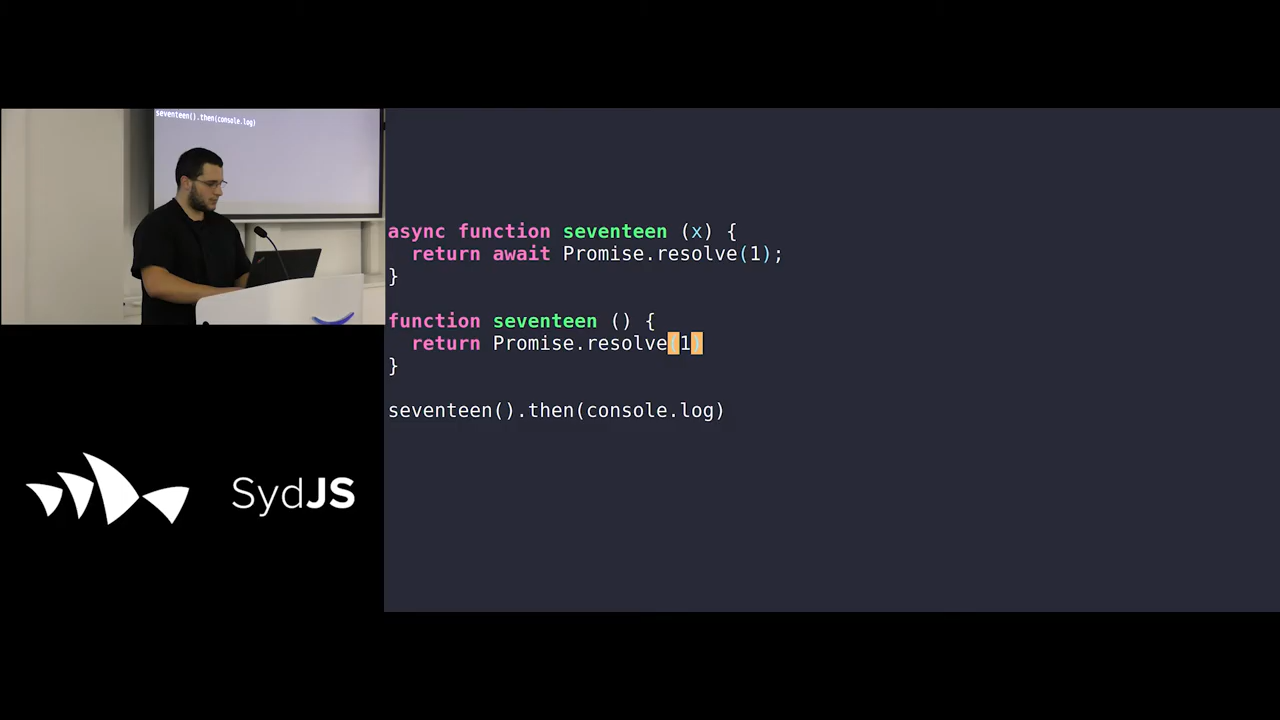 seventeen().then(console.log)
async function seventeen (x) {
  return await Promise.resolve(1);
}
function seventeen () {
  return Promise.resolve(1)
}
seventeen().then(console.log)
SydJS